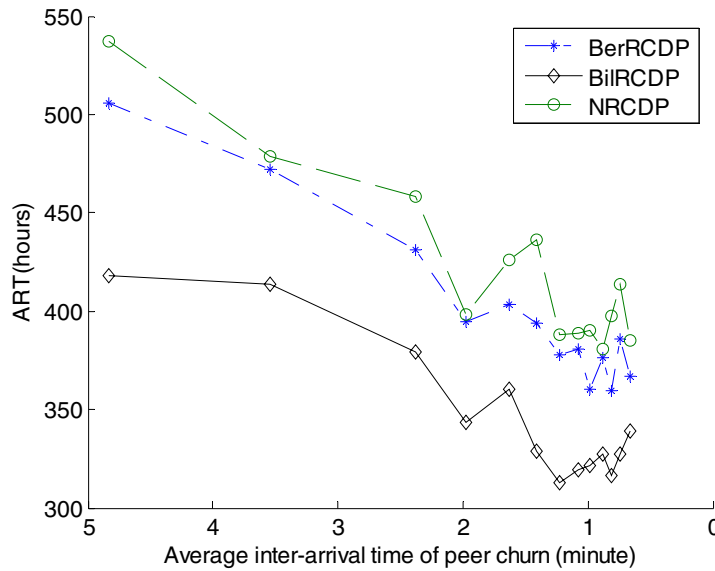 550
500
450
400
350
300
ART(hours)
BerRCDP
BilRCDP
NRCDP
5 4 3 2 1 0
Average inter-arrival time of peer churn (minute)